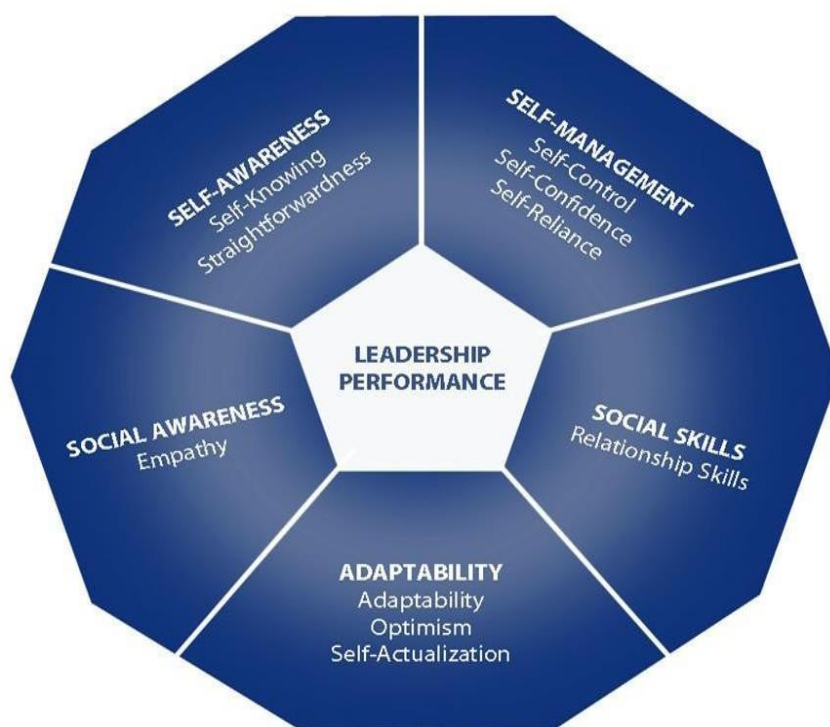 SELF-AWARENESS
Self-Knowing
Straightforwardness
SELF-MANAGEMENT
Self-Control
Self-Confidence
Self-Reliance
LEADERSHIP
PERFORMANCE
SOCIAL AWARENESS
Empathy
SOCIAL SKILLS
Relationship Skills
ADAPTABILITY
Adaptability
Optimism
Self-Actualization